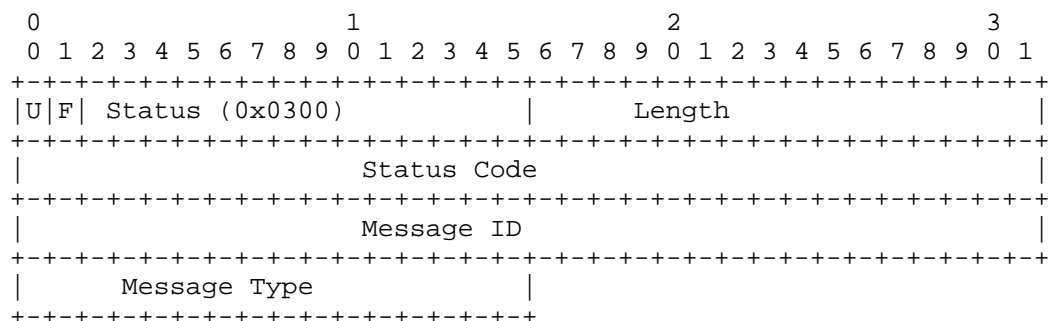 0                   1                   2                   3
 0 1 2 3 4 5 6 7 8 9 0 1 2 3 4 5 6 7 8 9 0 1 2 3 4 5 6 7 8 9 0 1
+-+-+-+-+-+-+-+-+-+-+-+-+-+-+-+-+-+-+-+-+-+-+-+-+-+-+-+-+-+-+-+-+
|U|F| Status (0x0300)           |      Length                   |
+-+-+-+-+-+-+-+-+-+-+-+-+-+-+-+-+-+-+-+-+-+-+-+-+-+-+-+-+-+-+-+-+
|                     Status Code                               |
+-+-+-+-+-+-+-+-+-+-+-+-+-+-+-+-+-+-+-+-+-+-+-+-+-+-+-+-+-+-+-+-+
|                     Message ID                                |
+-+-+-+-+-+-+-+-+-+-+-+-+-+-+-+-+-+-+-+-+-+-+-+-+-+-+-+-+-+-+-+-+
|      Message Type             |
+-+-+-+-+-+-+-+-+-+-+-+-+-+-+-+-+